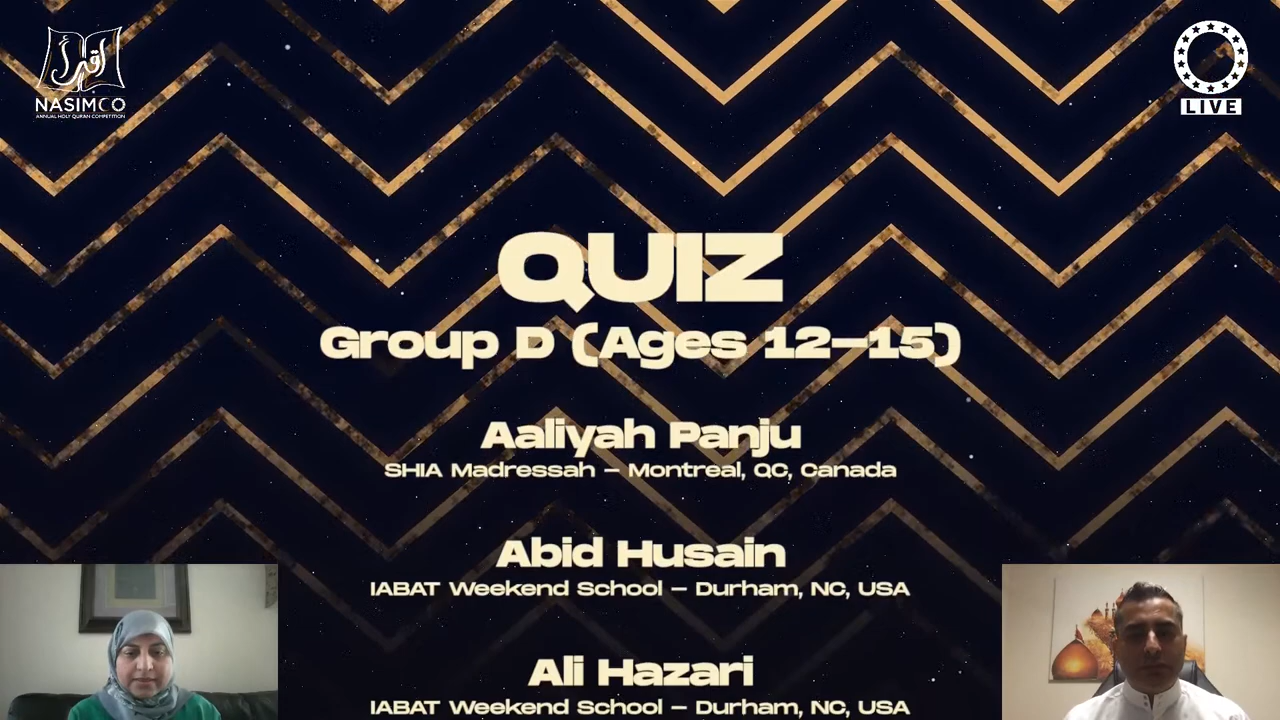 اقرأ
NASIMCO
ANNUAL HOLY QURAN COMPETITION
LIVE
QUIZ
Group D (Ages 12–15)
Aaliyah Panju
SHIA Madressah – Montreal, QC, Canada
Abid Husain
IABAT Weekend School – Durham, NC, USA
Ali Hazari
IABAT Weekend School – Durham, NC, USA